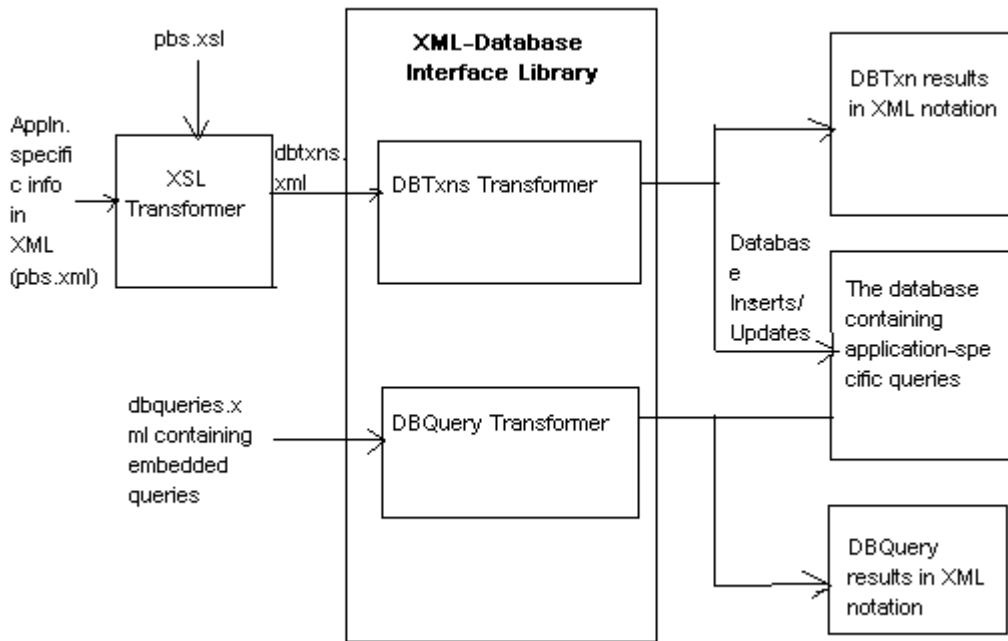 pbs.xsl
Appln.
specifi
c info
in
XML
(pbs.xml)
XSL
Transformer
dbtxns.
xml
XML-Database
Interface Library
DBTxns Transformer
DBTxn results
in XML notation
Databas
e
Inserts/
Updates
The database
containing
application-spe
cific queries
dbqueries.x
ml containing
embedded
queries
DBQuery Transformer
DBQuery
results in XML
notation